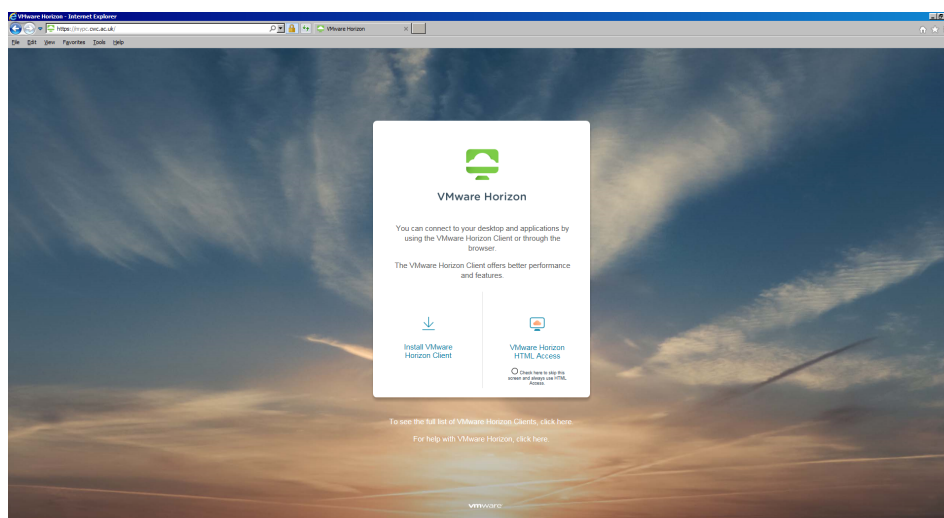 VMware Horizon - Internet Explorer
https://mypc.cwc.ac.uk/
VMware Horizon
File Edit View Favorites Tools Help
VMware Horizon
You can connect to your desktop and applications by
using the VMware Horizon Client or through the
browser.
The VMware Horizon Client offers better performance
and features.
Install VMware
Horizon Client
VMware Horizon
HTML Access
Check here to skip this
screen and always use HTML
Access.
To see the full list of VMware Horizon Clients, click here.
For help with VMware Horizon, click here.
vmware